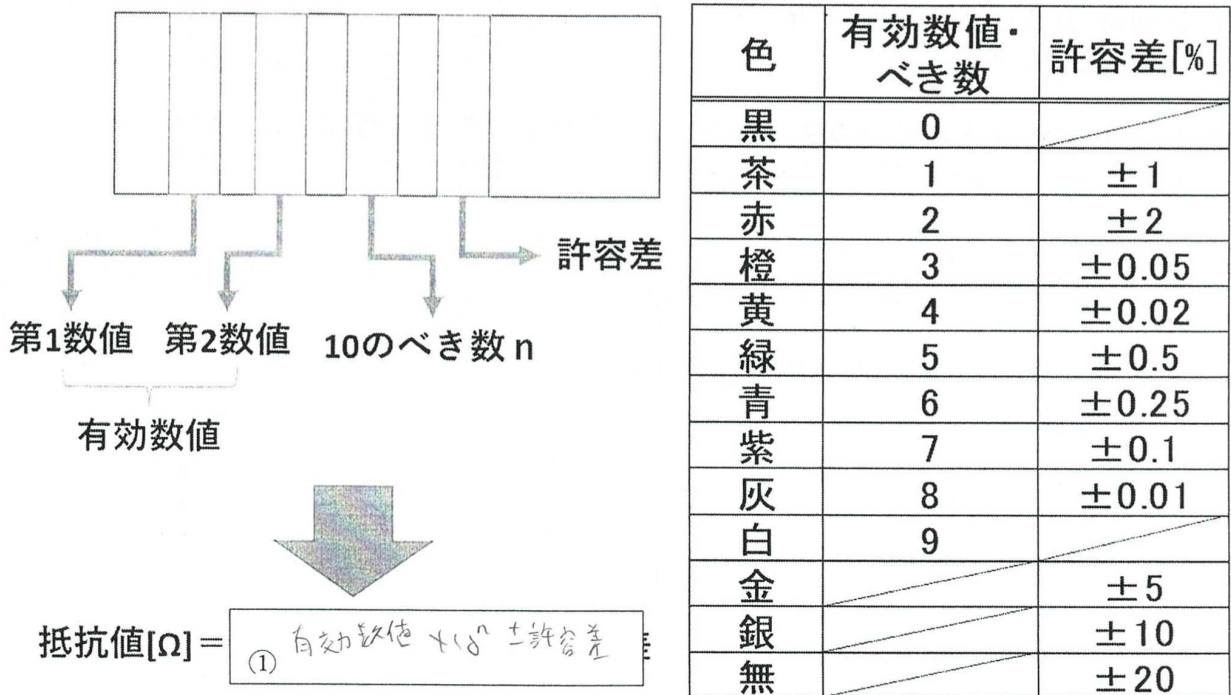 許容差
第1数値 第2数値 10のべき数 n
有効数値
抵抗値[Ω]=
① 有効数値 ×10ⁿ ±許容差
色 有効数値・べき数 許容差[%]
黒 0
茶 1 ±1
赤 2 ±2
橙 3 ±0.05
黄 4 ±0.02
緑 5 ±0.5
青 6 ±0.25
紫 7 ±0.1
灰 8 ±0.01
白 9
金 ±5
銀 ±10
無 ±20